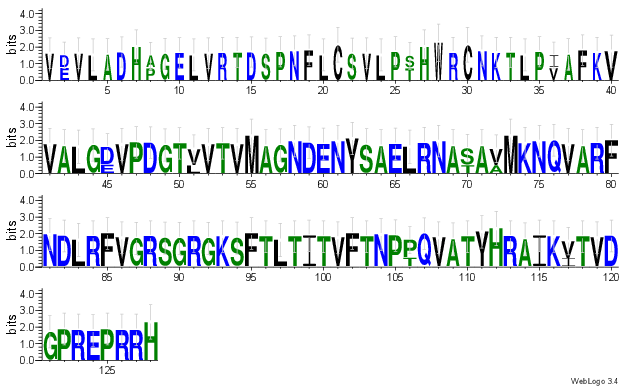 4.0
3.0
2.0
1.0
0.0
bits
VDVLADHAGELVRTDSPNFLCSVLPSHWRCNKTLPIAFKV
5 10 15 20 25 30 35 40
4.0
3.0
2.0
1.0
0.0
bits
VALGDVPDGTVVTVMAGNDENYSAELRNASAVMKNQVARF
45 50 55 60 65 70 75 80
4.0
3.0
2.0
1.0
0.0
bits
NDLRFVGRSGRGKSFTLTITVFTNPPQVATYHRAIKVTVD
85 90 95 100 105 110 115 120
4.0
3.0
2.0
1.0
0.0
bits
GPREPRRH
125
WebLogo 3.4